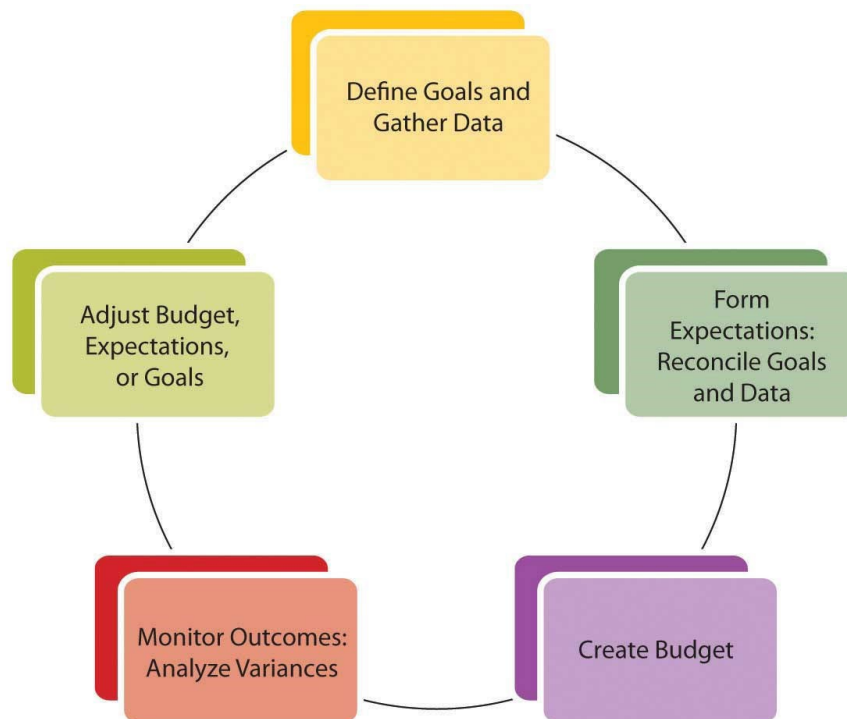 Define Goals and
Gather Data
Form
Expectations:
Reconcile Goals
and Data
Create Budget
Monitor Outcomes:
Analyze Variances
Adjust Budget,
Expectations,
or Goals